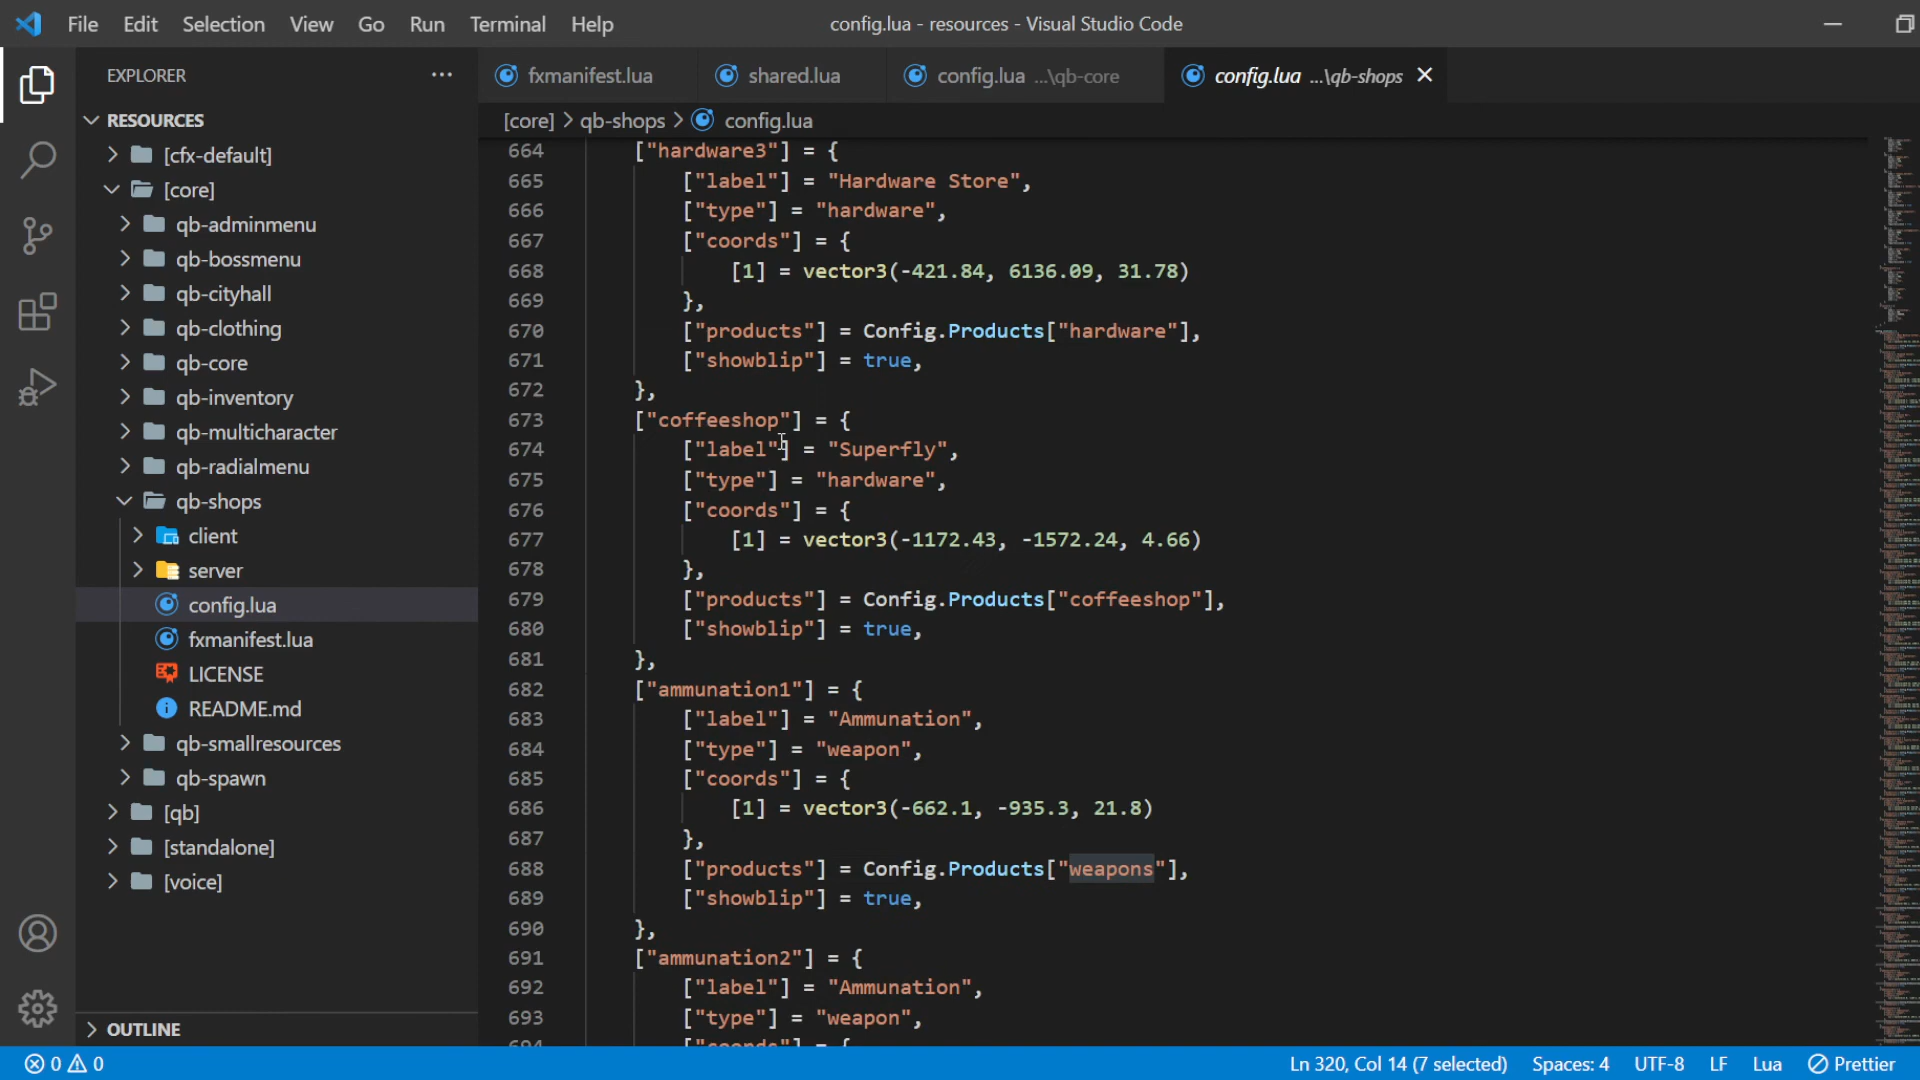 File Edit Selection View Go Run Terminal Help
config.lua - resources - Visual Studio Code
EXPLORER
RESOURCES
[cfx-default]
[core]
qb-adminmenu
qb-bossmenu
qb-cityhall
qb-clothing
qb-core
qb-inventory
qb-multicharacter
qb-radialmenu
qb-shops
client
server
config.lua
fxmanifest.lua
LICENSE
README.md
qb-smallresources
qb-spawn
[qb]
[standalone]
[voice]
OUTLINE
fxmanifest.lua shared.lua config.lua ...\qb-core config.lua ...\qb-shops
[core] > qb-shops > config.lua
664 ["hardware3"] = {
665 ["label"] = "Hardware Store",
666 ["type"] = "hardware",
667 ["coords"] = {
668 [1] = vector3(-421.84, 6136.09, 31.78)
669 },
670 ["products"] = Config.Products["hardware"],
671 ["showblip"] = true,
672 },
673 ["coffeeshop"] = {
674 ["label"] = "Superfly",
675 ["type"] = "hardware",
676 ["coords"] = {
677 [1] = vector3(-1172.43, -1572.24, 4.66)
678 },
679 ["products"] = Config.Products["coffeeshop"],
680 ["showblip"] = true,
681 },
682 ["ammunation1"] = {
683 ["label"] = "Ammunation",
684 ["type"] = "weapon",
685 ["coords"] = {
686 [1] = vector3(-662.1, -935.3, 21.8)
687 },
688 ["products"] = Config.Products["weapons"],
689 ["showblip"] = true,
690 },
691 ["ammunation2"] = {
692 ["label"] = "Ammunation",
693 ["type"] = "weapon",
694 ["coords"] = {
0 0
Ln 320, Col 14 (7 selected) Spaces: 4 UTF-8 LF Lua Prettier